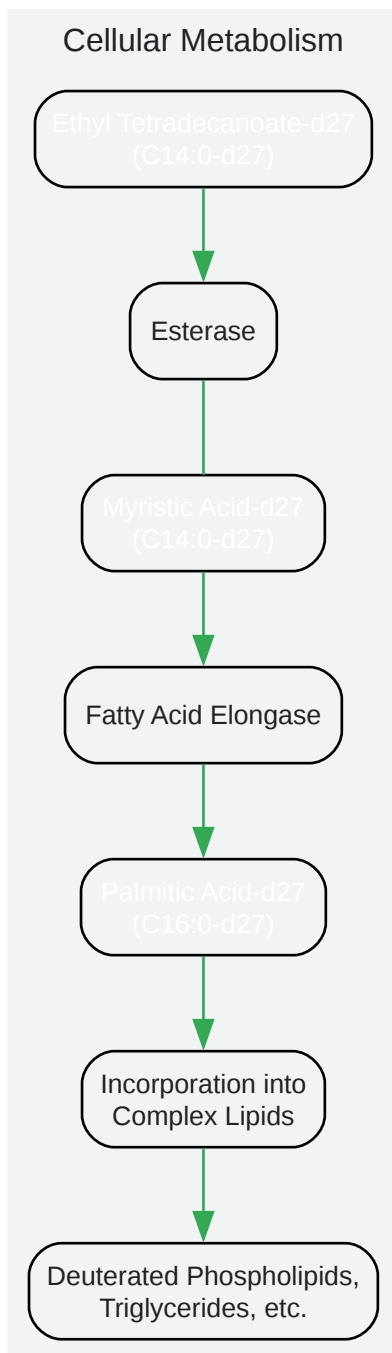 Cellular Metabolism
Ethyl Tetradecanoate-d27
(C14:0-d27)
Esterase
Myristic Acid-d27
(C14:0-d27)
Fatty Acid Elongase
Palmitic Acid-d27
(C16:0-d27)
Incorporation into
Complex Lipids
Deuterated Phospholipids,
Triglycerides, etc.